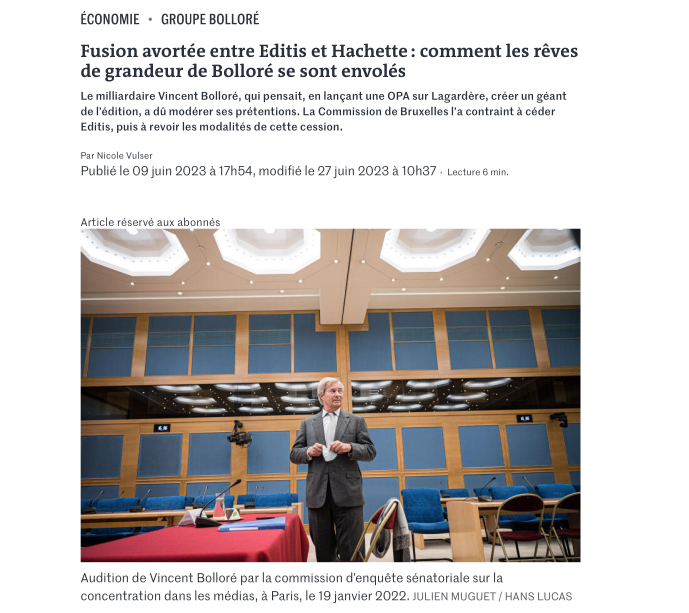 ÉCONOMIE • GROUPE BOLLORÉ
Fusion avortée entre Editis et Hachette : comment les rêves
de grandeur de Bolloré se sont envolés
Le milliardaire Vincent Bolloré, qui pensait, en lançant une OPA sur Lagardère, créer un géant
de l'édition, a dû modérer ses prétentions. La Commission de Bruxelles l'a contraint à céder
Editis, puis à revoir les modalités de cette cession.
Par Nicole Vulser
Publié le 09 juin 2023 à 17h54, modifié le 27 juin 2023 à 10h37 · Lecture 6 min.
Article réservé aux abonnés
Audition de Vincent Bolloré par la commission d'enquête sénatoriale sur la
concentration dans les médias, à Paris, le 19 janvier 2022. JULIEN MUGUET / HANS LUCAS